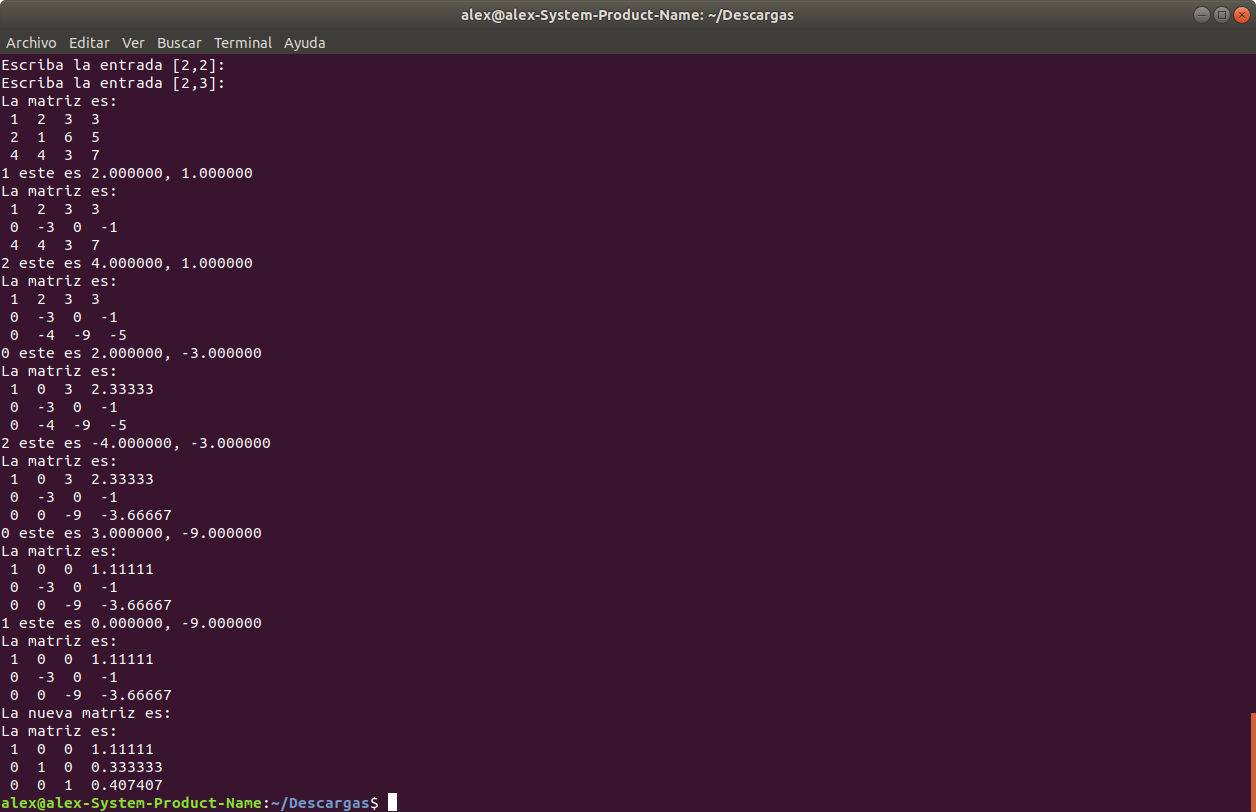 alex@alex-System-Product-Name: ~/Descargas
Archivo Editar Ver Buscar Terminal Ayuda
Escriba la entrada [2,2]:
Escriba la entrada [2,3]:
La matriz es:
1 2 3 3
2 1 6 5
4 4 3 7
1 este es 2.000000, 1.000000
La matriz es:
1 2 3 3
0 -3 0 -1
4 4 3 7
2 este es 4.000000, 1.000000
La matriz es:
1 2 3 3
0 -3 0 -1
0 -4 -9 -5
0 este es 2.000000, -3.000000
La matriz es:
1 0 3 2.33333
0 -3 0 -1
0 -4 -9 -5
2 este es -4.000000, -3.000000
La matriz es:
1 0 3 2.33333
0 -3 0 -1
0 0 -9 -3.66667
0 este es 3.000000, -9.000000
La matriz es:
1 0 0 1.11111
0 -3 0 -1
0 0 -9 -3.66667
1 este es 0.000000, -9.000000
La matriz es:
1 0 0 1.11111
0 -3 0 -1
0 0 -9 -3.66667
La nueva matriz es:
La matriz es:
1 0 0 1.11111
0 1 0 0.333333
0 0 1 0.407407
alex@alex-System-Product-Name:~/Descargas$